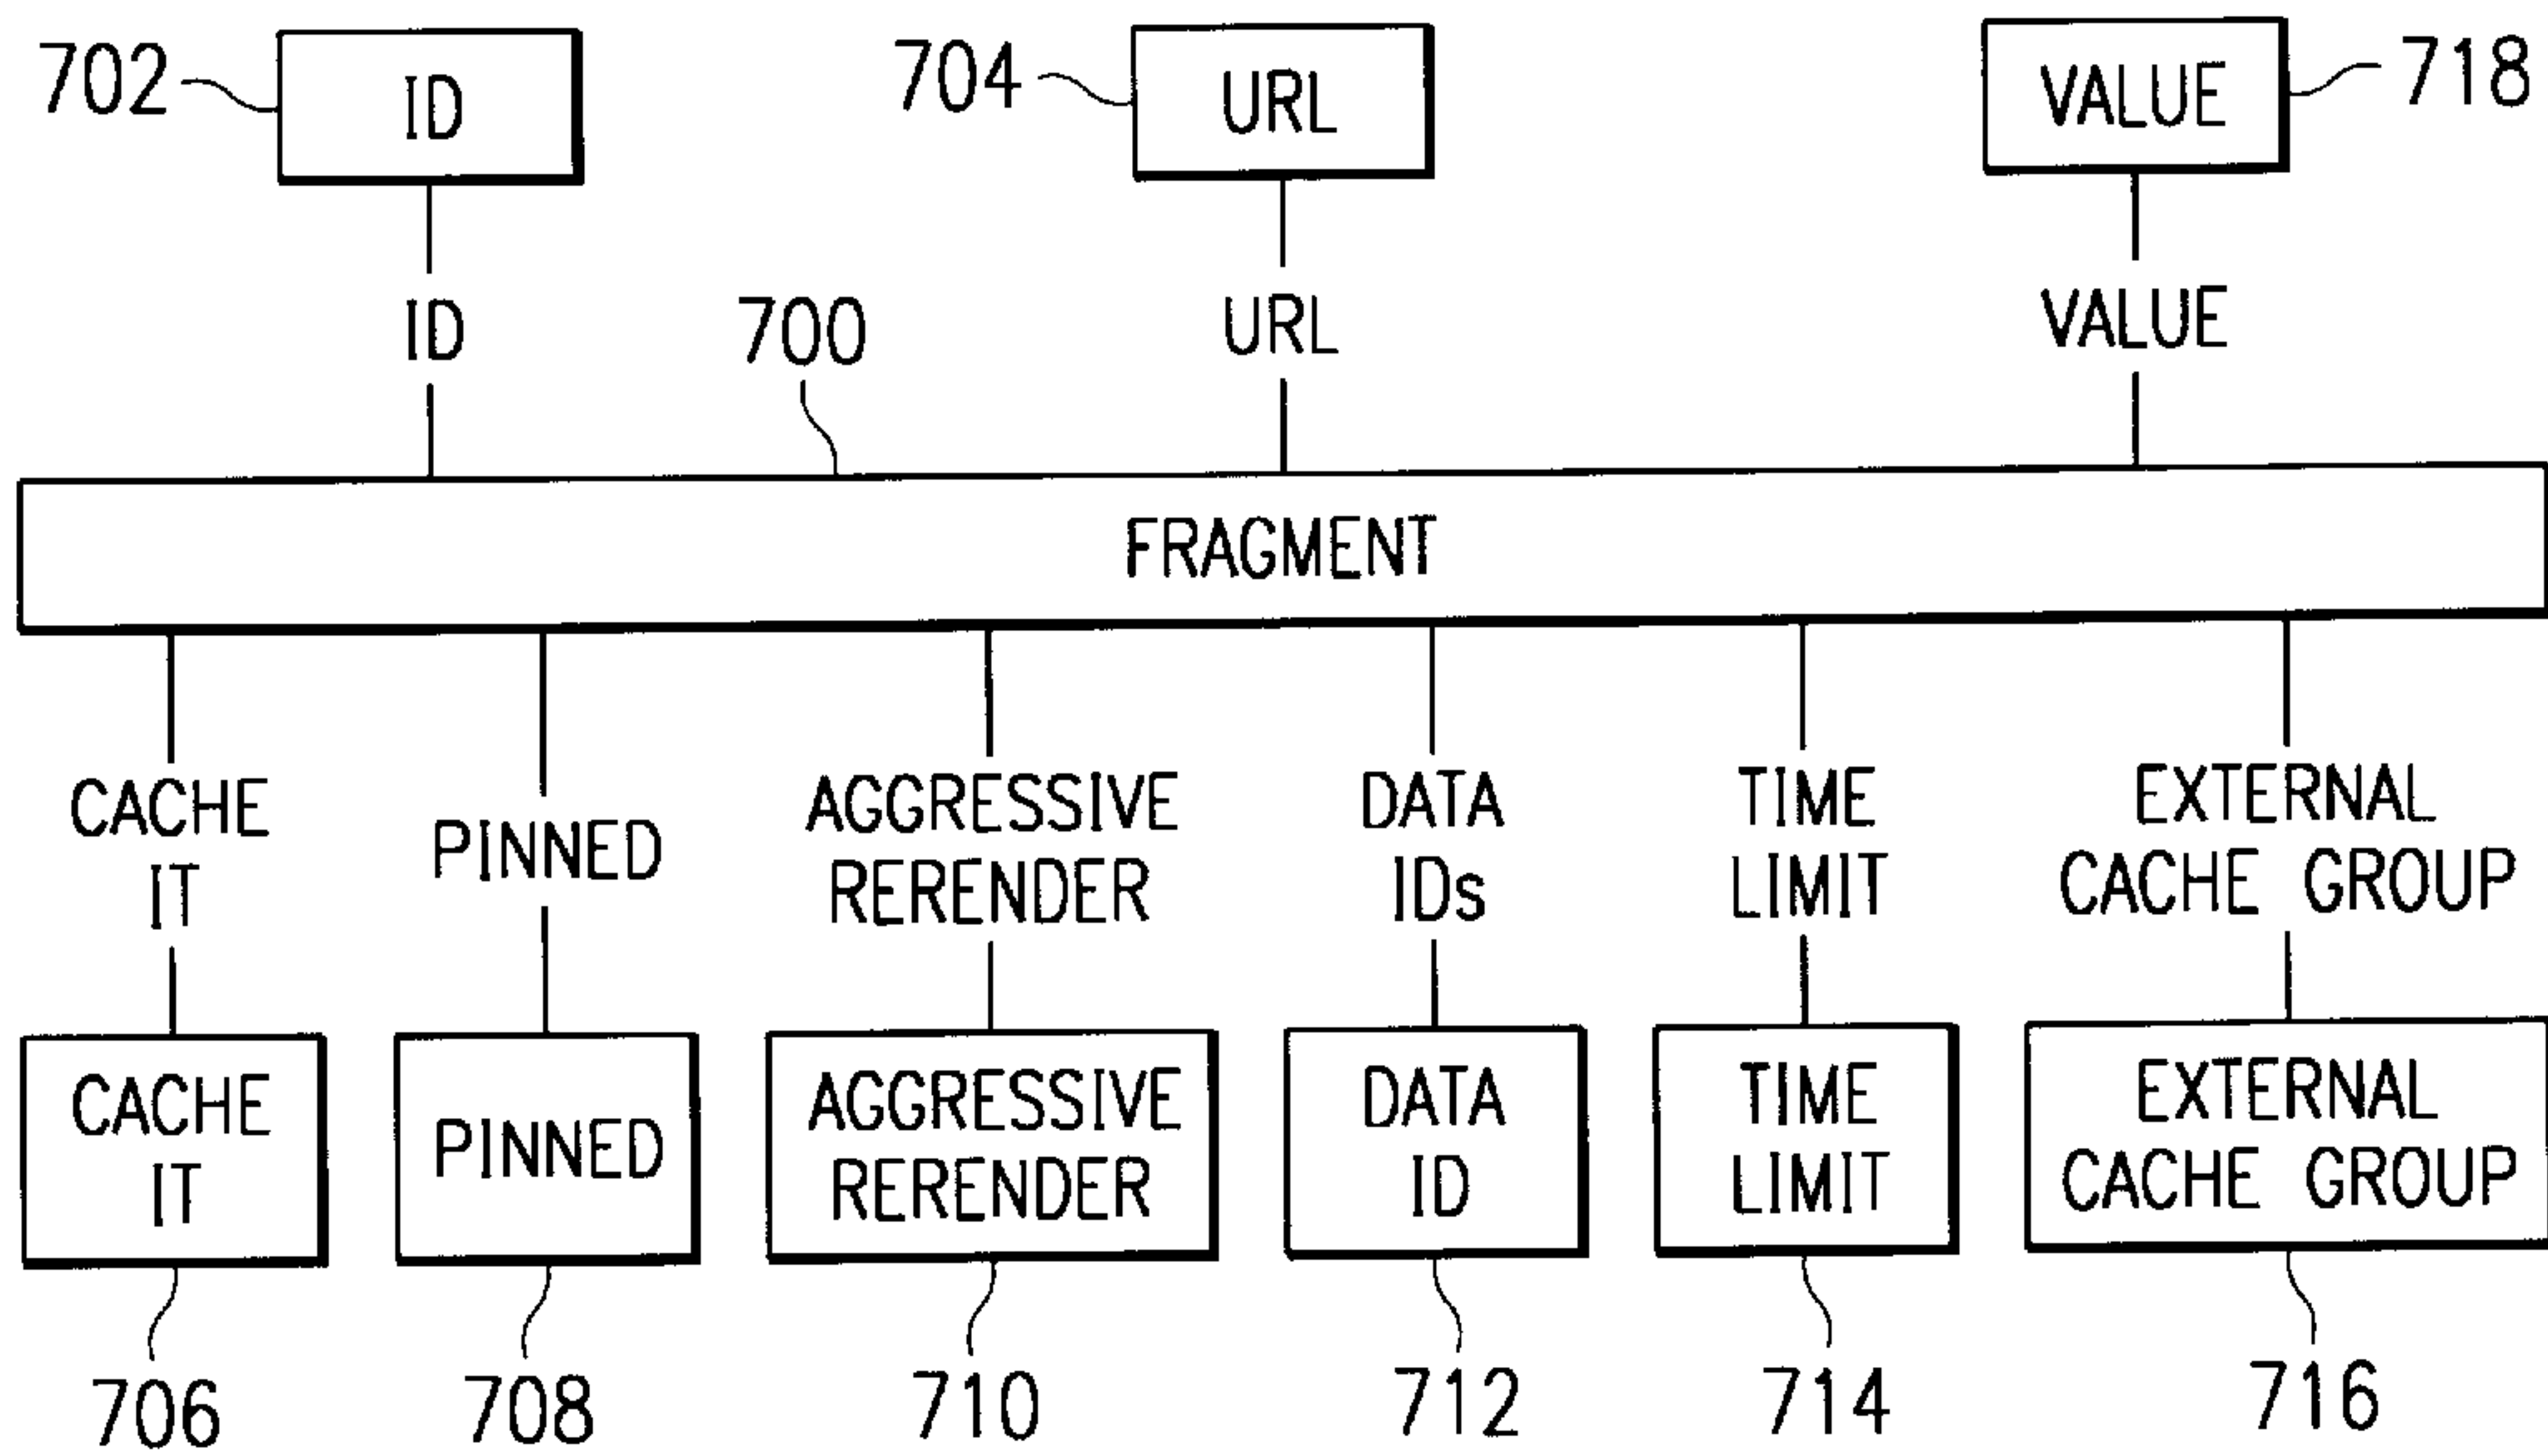 702 ID 704 URL VALUE 718
ID 700 URL VALUE
FRAGMENT
CACHE
IT
PINNED
AGGRESSIVE
RERENDER
DATA
IDs
TIME
LIMIT
EXTERNAL
CACHE GROUP
CACHE
IT
PINNED
AGGRESSIVE
RERENDER
DATA
ID
TIME
LIMIT
EXTERNAL
CACHE GROUP
706 708 710 712 714 716